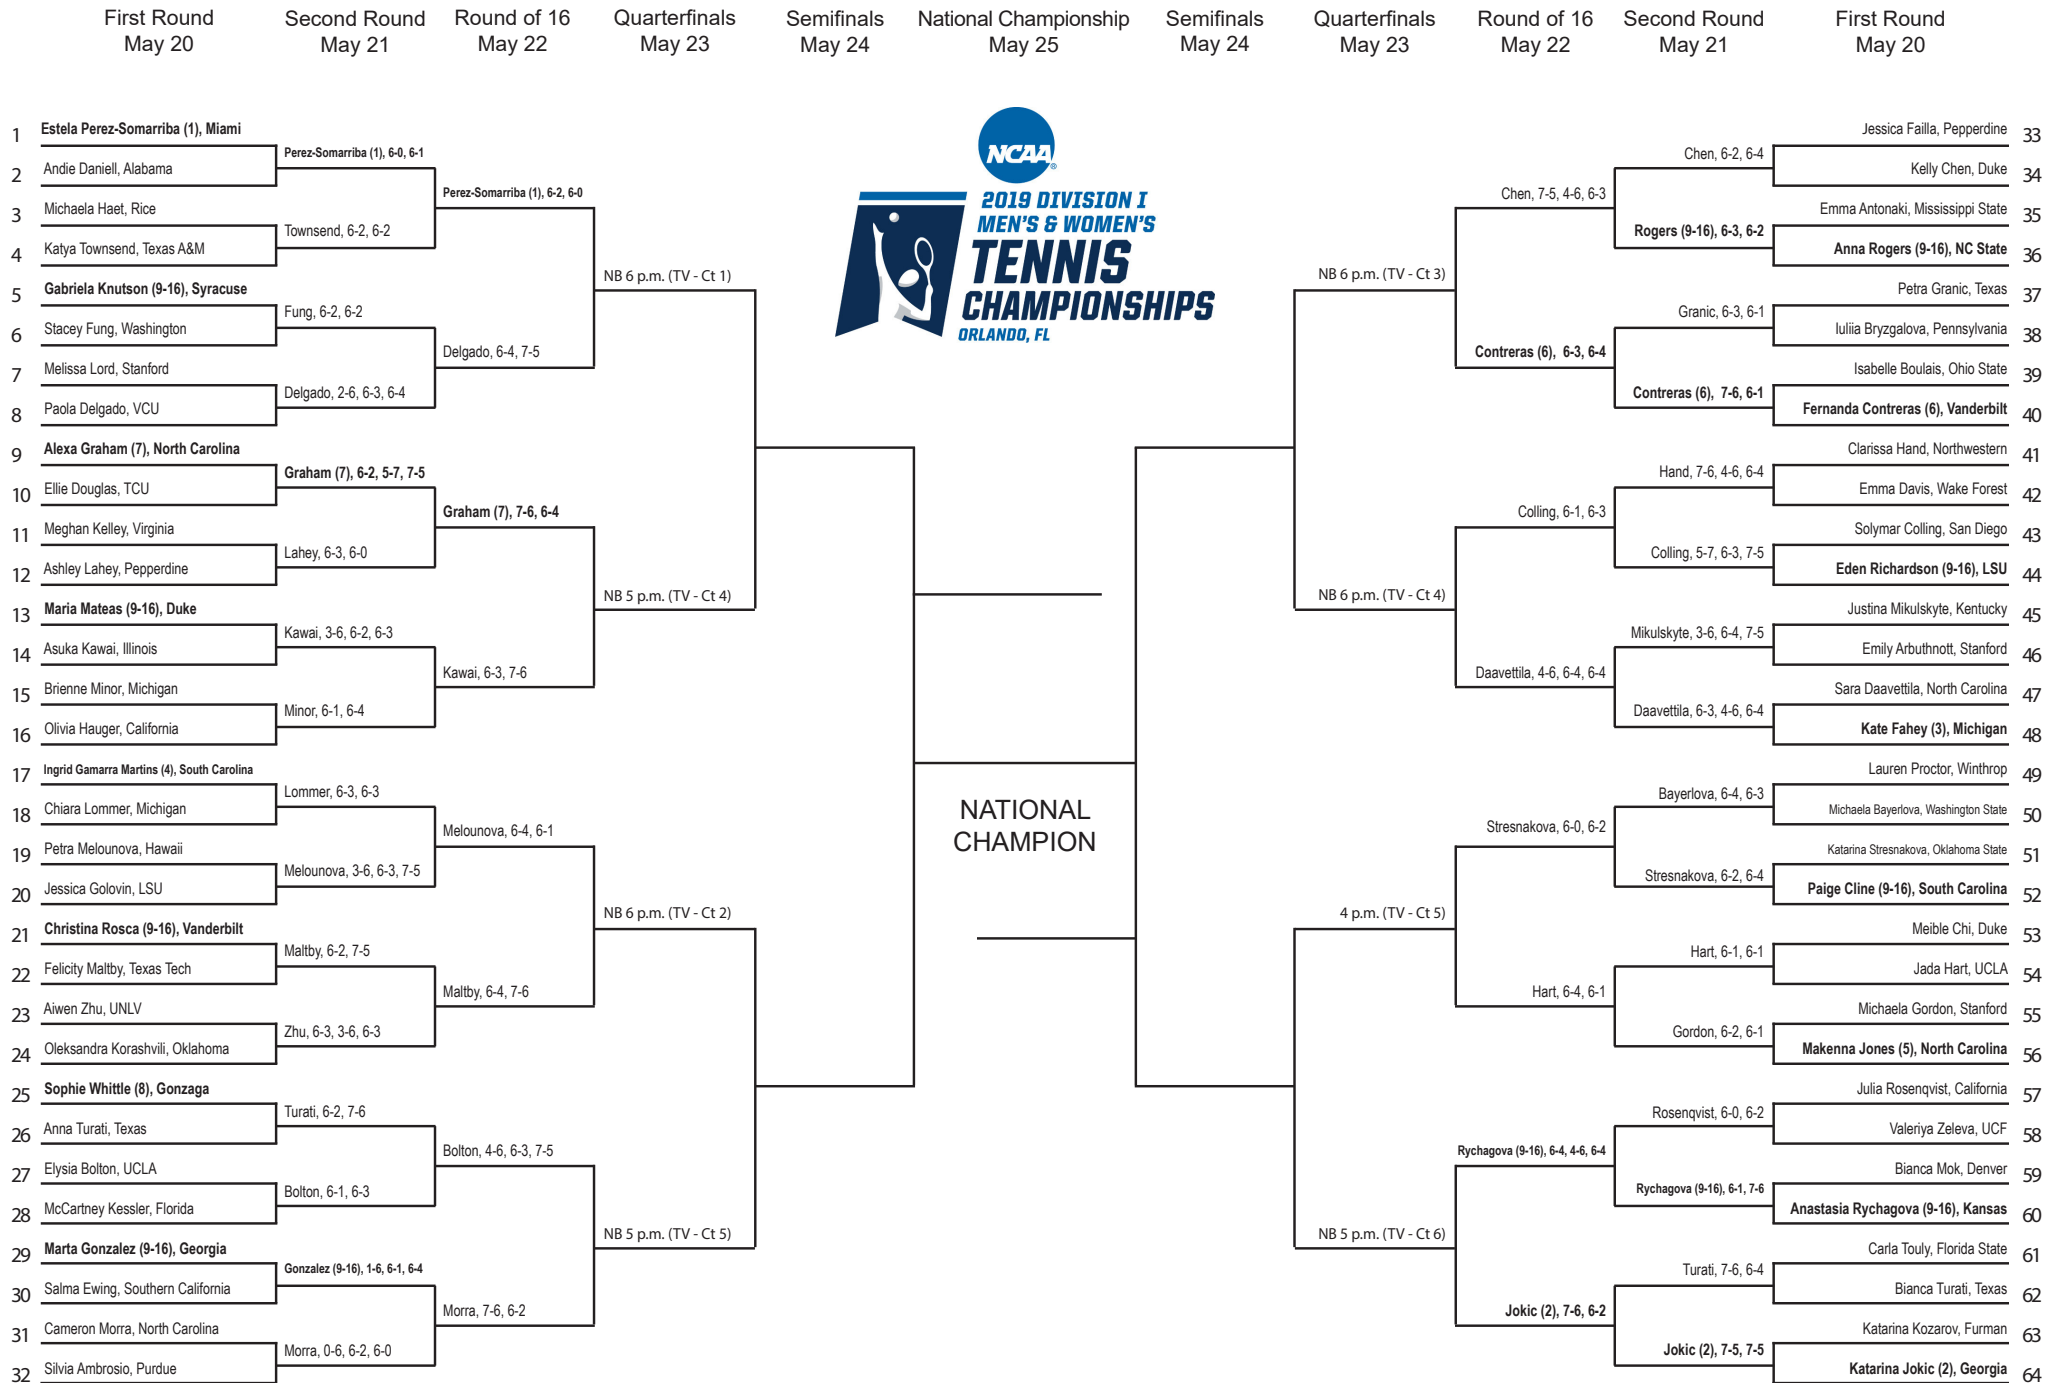 First Round
May 20
Second Round
May 21
Round of 16
May 22
Quarterfinals
May 23
Semifinals
May 24
National Championship
May 25
Semifinals
May 24
Quarterfinals
May 23
Round of 16
May 22
Second Round
May 21
First Round
May 20
1 Estela Perez-Somarriba (1), Miami
2 Andie Daniell, Alabama
3 Michaela Haet, Rice
4 Katya Townsend, Texas A&M
5 Gabriela Knutson (9-16), Syracuse
6 Stacey Fung, Washington
7 Melissa Lord, Stanford
8 Paola Delgado, VCU
9 Alexa Graham (7), North Carolina
10 Ellie Douglas, TCU
11 Meghan Kelley, Virginia
12 Ashley Lahey, Pepperdine
13 Maria Mateas (9-16), Duke
14 Asuka Kawai, Illinois
15 Brienne Minor, Michigan
16 Olivia Hauger, California
17 Ingrid Gamarra Martins (4), South Carolina
18 Chiara Lommer, Michigan
19 Petra Melounova, Hawaii
20 Jessica Golovin, LSU
21 Christina Rosca (9-16), Vanderbilt
22 Felicity Maltby, Texas Tech
23 Aiwen Zhu, UNLV
24 Oleksandra Korashvili, Oklahoma
25 Sophie Whittle (8), Gonzaga
26 Anna Turati, Texas
27 Elysia Bolton, UCLA
28 McCartney Kessler, Florida
29 Marta Gonzalez (9-16), Georgia
30 Salma Ewing, Southern California
31 Cameron Morra, North Carolina
32 Silvia Ambrosio, Purdue
Perez-Somarriba (1), 6-0, 6-1
Townsend, 6-2, 6-2
Fung, 6-2, 6-2
Delgado, 2-6, 6-3, 6-4
Graham (7), 6-2, 5-7, 7-5
Lahey, 6-3, 6-0
Kawai, 3-6, 6-2, 6-3
Minor, 6-1, 6-4
Lommer, 6-3, 6-3
Melounova, 3-6, 6-3, 7-5
Maltby, 6-2, 7-5
Zhu, 6-3, 3-6, 6-3
Turati, 6-2, 7-6
Bolton, 6-1, 6-3
Gonzalez (9-16), 1-6, 6-1, 6-4
Morra, 0-6, 6-2, 6-0
Perez-Somarriba (1), 6-2, 6-0
Delgado, 6-4, 7-5
Graham (7), 7-6, 6-4
Kawai, 6-3, 7-6
Melounova, 6-4, 6-1
Maltby, 6-4, 7-6
Bolton, 4-6, 6-3, 7-5
Morra, 7-6, 6-2
NB 6 p.m. (TV - Ct 1)
NB 5 p.m. (TV - Ct 4)
NB 6 p.m. (TV - Ct 2)
NB 5 p.m. (TV - Ct 5)
NCAA®
2019 DIVISION I
MEN'S & WOMEN'S
TENNIS
CHAMPIONSHIPS
ORLANDO, FL
NATIONAL
CHAMPION
NB 6 p.m. (TV - Ct 3)
NB 6 p.m. (TV - Ct 4)
4 p.m. (TV - Ct 5)
NB 5 p.m. (TV - Ct 6)
Chen, 7-5, 4-6, 6-3
Contreras (6), 6-3, 6-4
Colling, 6-1, 6-3
Daavettila, 4-6, 6-4, 6-4
Stresnakova, 6-0, 6-2
Hart, 6-4, 6-1
Rychagova (9-16), 6-4, 4-6, 6-4
Jokic (2), 7-6, 6-2
Chen, 6-2, 6-4
Rogers (9-16), 6-3, 6-2
Granic, 6-3, 6-1
Contreras (6), 7-6, 6-1
Hand, 7-6, 4-6, 6-4
Colling, 5-7, 6-3, 7-5
Mikulskyte, 3-6, 6-4, 7-5
Daavettila, 6-3, 4-6, 6-4
Bayerlova, 6-4, 6-3
Stresnakova, 6-2, 6-4
Hart, 6-1, 6-1
Gordon, 6-2, 6-1
Rosenqvist, 6-0, 6-2
Rychagova (9-16), 6-1, 7-6
Turati, 7-6, 6-4
Jokic (2), 7-5, 7-5
Jessica Failla, Pepperdine 33
Kelly Chen, Duke 34
Emma Antonaki, Mississippi State 35
Anna Rogers (9-16), NC State 36
Petra Granic, Texas 37
Iuliia Bryzgalova, Pennsylvania 38
Isabelle Boulais, Ohio State 39
Fernanda Contreras (6), Vanderbilt 40
Clarissa Hand, Northwestern 41
Emma Davis, Wake Forest 42
Solymar Colling, San Diego 43
Eden Richardson (9-16), LSU 44
Justina Mikulskyte, Kentucky 45
Emily Arbuthnott, Stanford 46
Sara Daavettila, North Carolina 47
Kate Fahey (3), Michigan 48
Lauren Proctor, Winthrop 49
Michaela Bayerlova, Washington State 50
Katarina Stresnakova, Oklahoma State 51
Paige Cline (9-16), South Carolina 52
Meible Chi, Duke 53
Jada Hart, UCLA 54
Michaela Gordon, Stanford 55
Makenna Jones (5), North Carolina 56
Julia Rosenqvist, California 57
Valeriya Zeleva, UCF 58
Bianca Mok, Denver 59
Anastasia Rychagova (9-16), Kansas 60
Carla Touly, Florida State 61
Bianca Turati, Texas 62
Katarina Kozarov, Furman 63
Katarina Jokic (2), Georgia 64